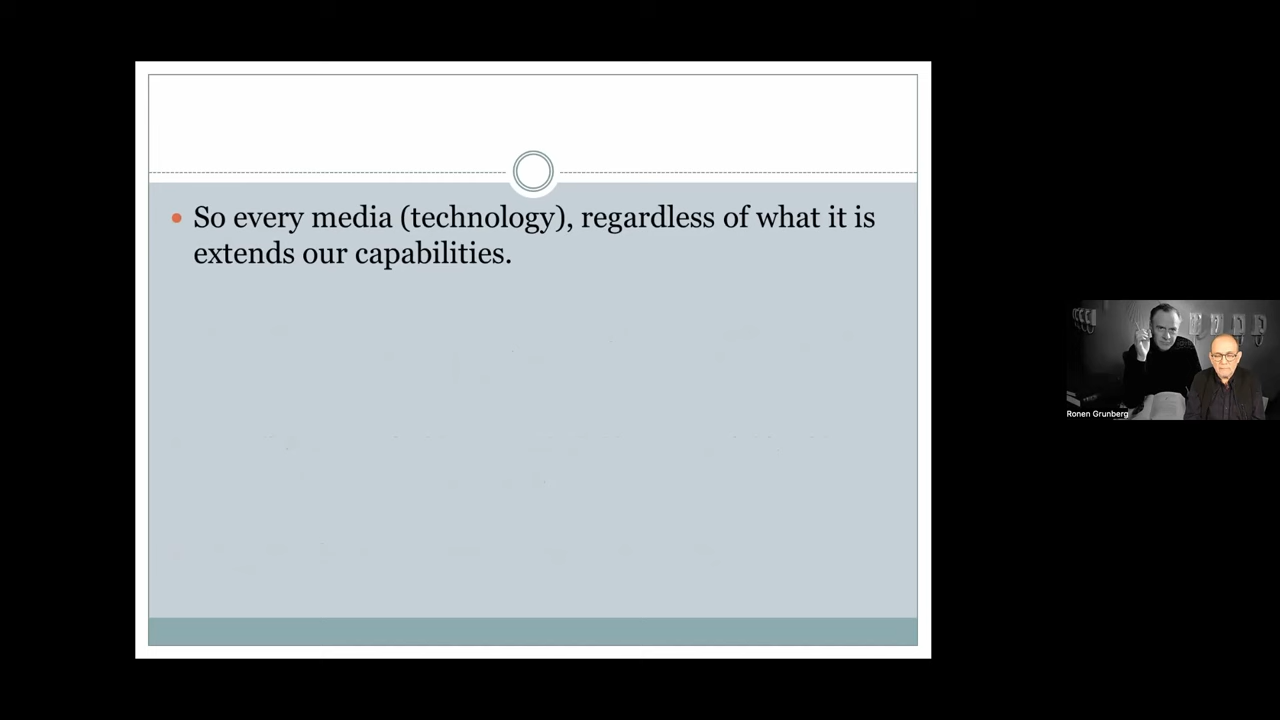 So every media (technology), regardless of what it is
extends our capabilities.
Ronen Grunberg